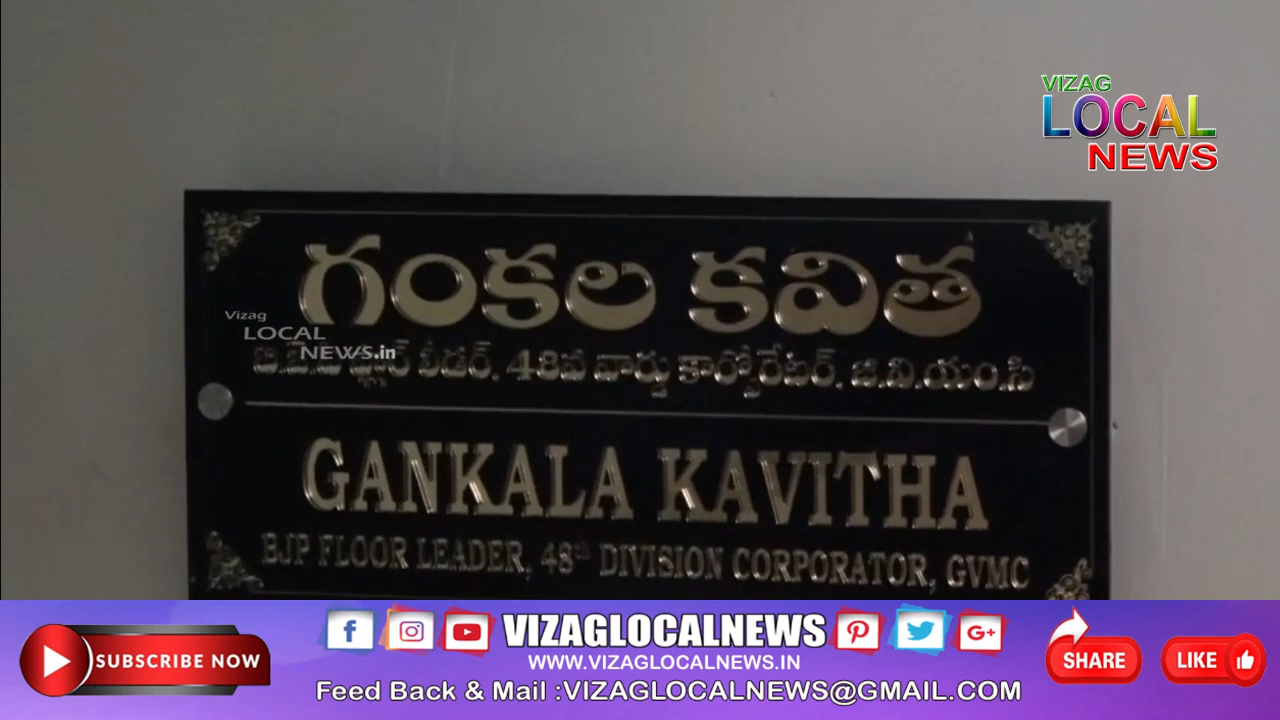 VIZAG
LOCAL
NEWS
గంకల కవిత
Vizag
LOCAL
NEWS.in
లీడర్, 48వ వార్డు కార్పోరేటర్, జి.వి.యం.సి
GANKALA KAVITHA
BJP FLOOR LEADER, 48th DIVISION CORPORATOR, GVMC
SUBSCRIBE NOW
VIZAGLOCALNEWS
WWW.VIZAGLOCALNEWS.IN
Feed Back & Mail :VIZAGLOCALNEWS@GMAIL.COM
SHARE
LIKE